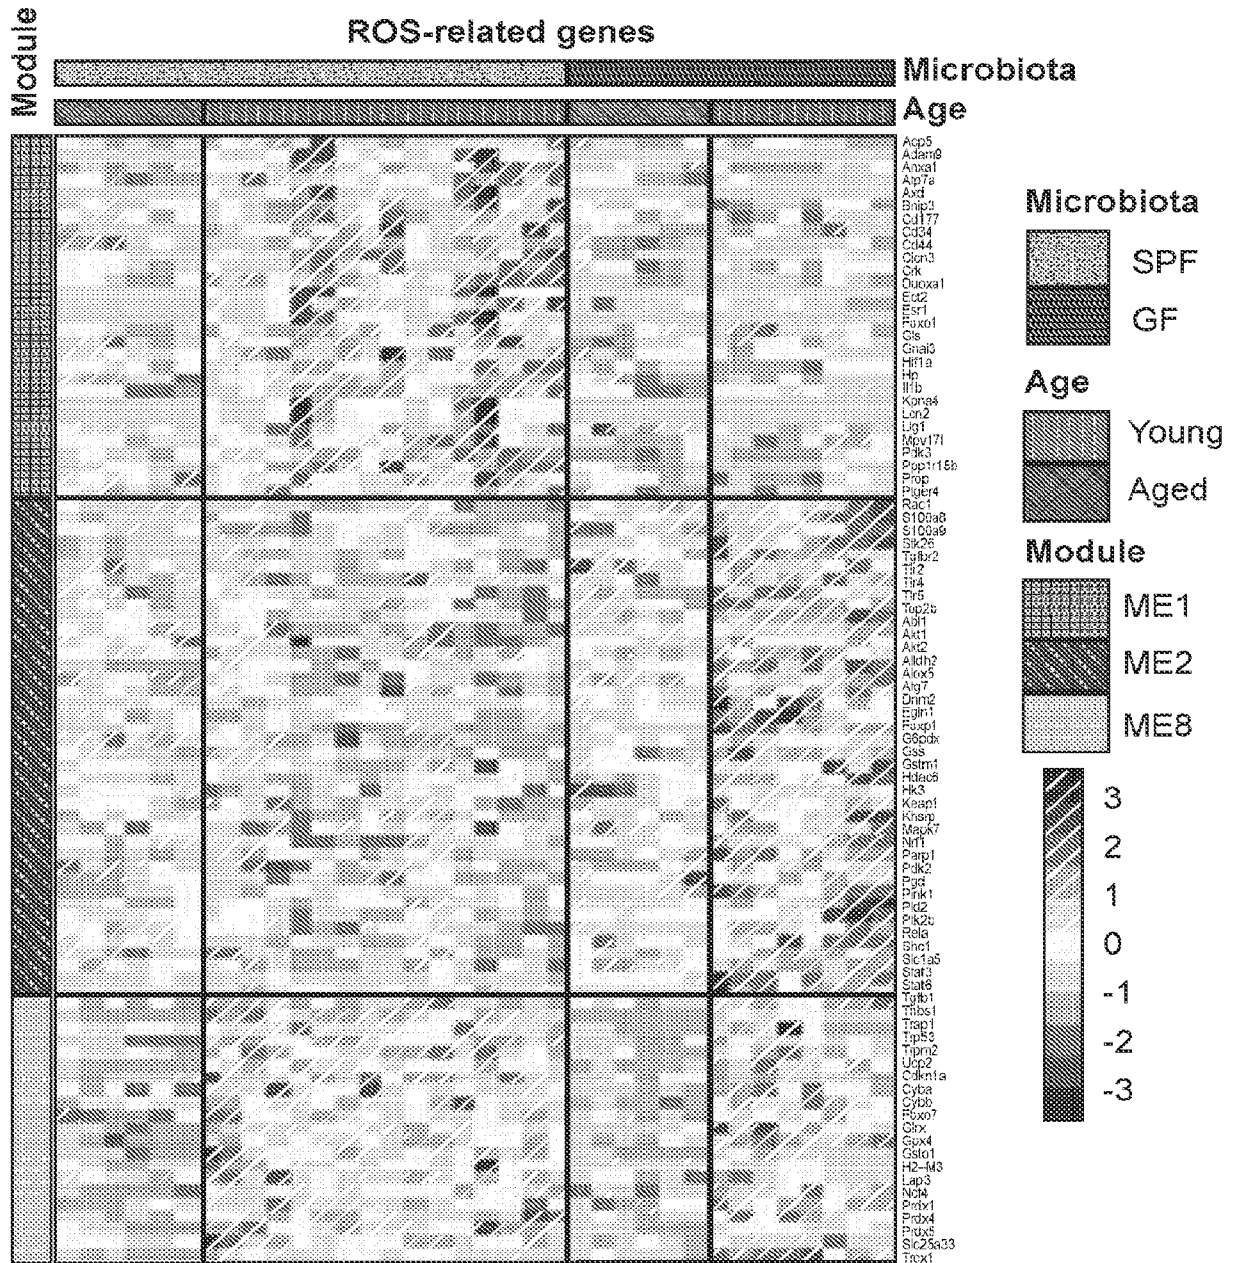 Module
ROS-related genes
Microbiota
Age
Acp5
Adam9
Anxa1
Atp7a
Axd
Bnip3
Cd177
Cd34
Cd44
Clcn3
Crk
Duoxa1
Ect2
Esr1
Foxo1
Gls
Gnai3
Hif1a
Hp
Il1b
Kpna4
Lcn2
Lig1
Mpv17l
Pdk3
Ppp1r15b
Prcp
Ptger4
Rac1
S100a8
S100a9
Stk26
Tgfbr2
Tlr2
Tlr4
Tlr5
Top2b
Abl1
Akt1
Akt2
Aldh2
Alox5
Atg7
Dnm2
Egln1
Foxp1
G6pdx
Gss
Gstm1
Hdac6
Hk3
Keap1
Khsrp
Mapk7
Nrf1
Parp1
Pdk2
Pgd
Pink1
Pld2
Plk2b
Rela
Shc1
Slc1a5
Stat3
Stat6
Tgfb1
Thbs1
Trap1
Trp53
Trpm2
Ucp2
Cdkn1a
Cyba
Cybb
Fbxo7
Glrx
Gpx4
Gsto1
H2-M3
Lap3
Ncf4
Prdx1
Prdx4
Prdx5
Slc25a33
Trex1
Microbiota
SPF
GF
Age
Young
Aged
Module
ME1
ME2
ME8
3
2
1
0
-1
-2
-3